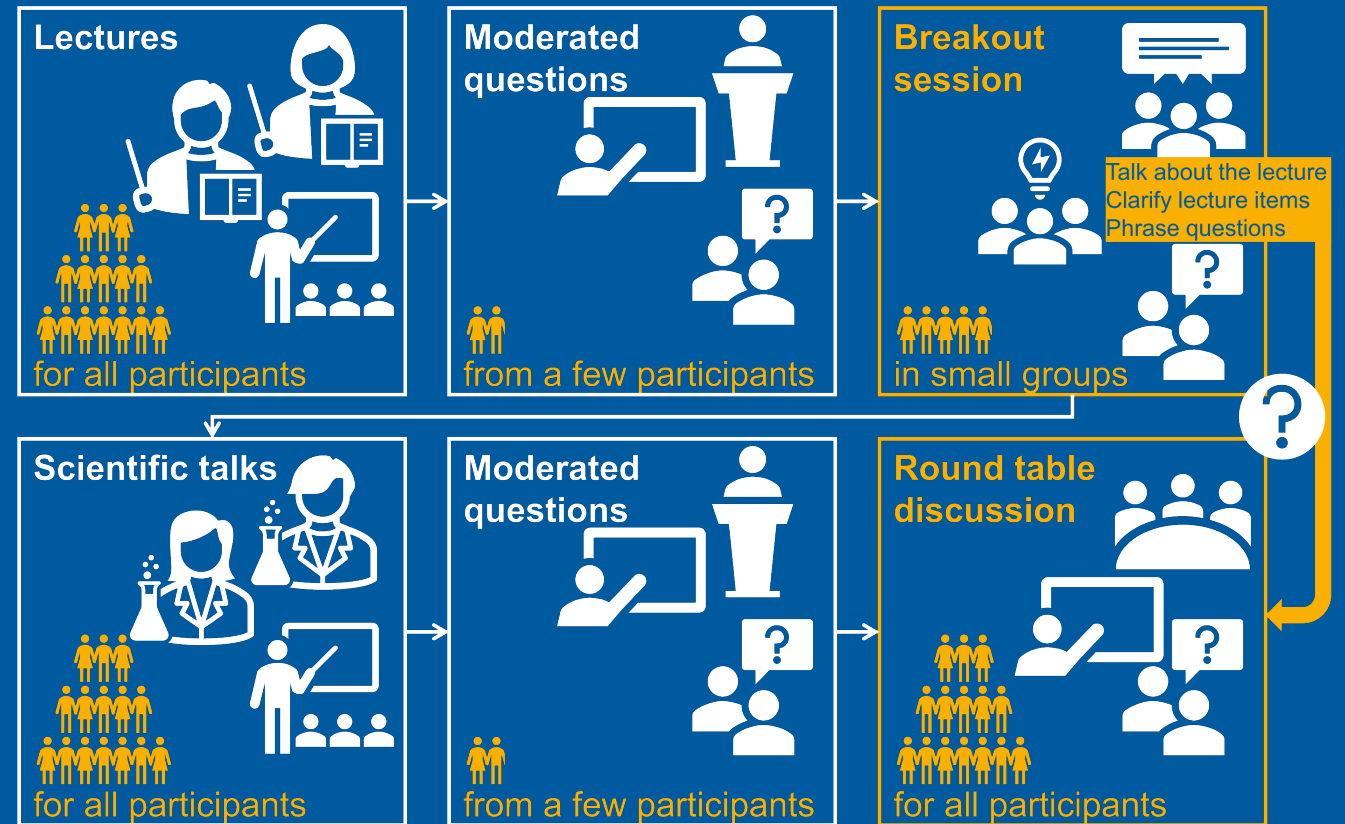 Lectures
for all participants
Moderated
questions
?
from a few participants
Breakout
session
Talk about the lecture
Clarify lecture items
Phrase questions
?
in small groups
?
Scientific talks
for all participants
Moderated
questions
?
from a few participants
Round table
discussion
?
for all participants